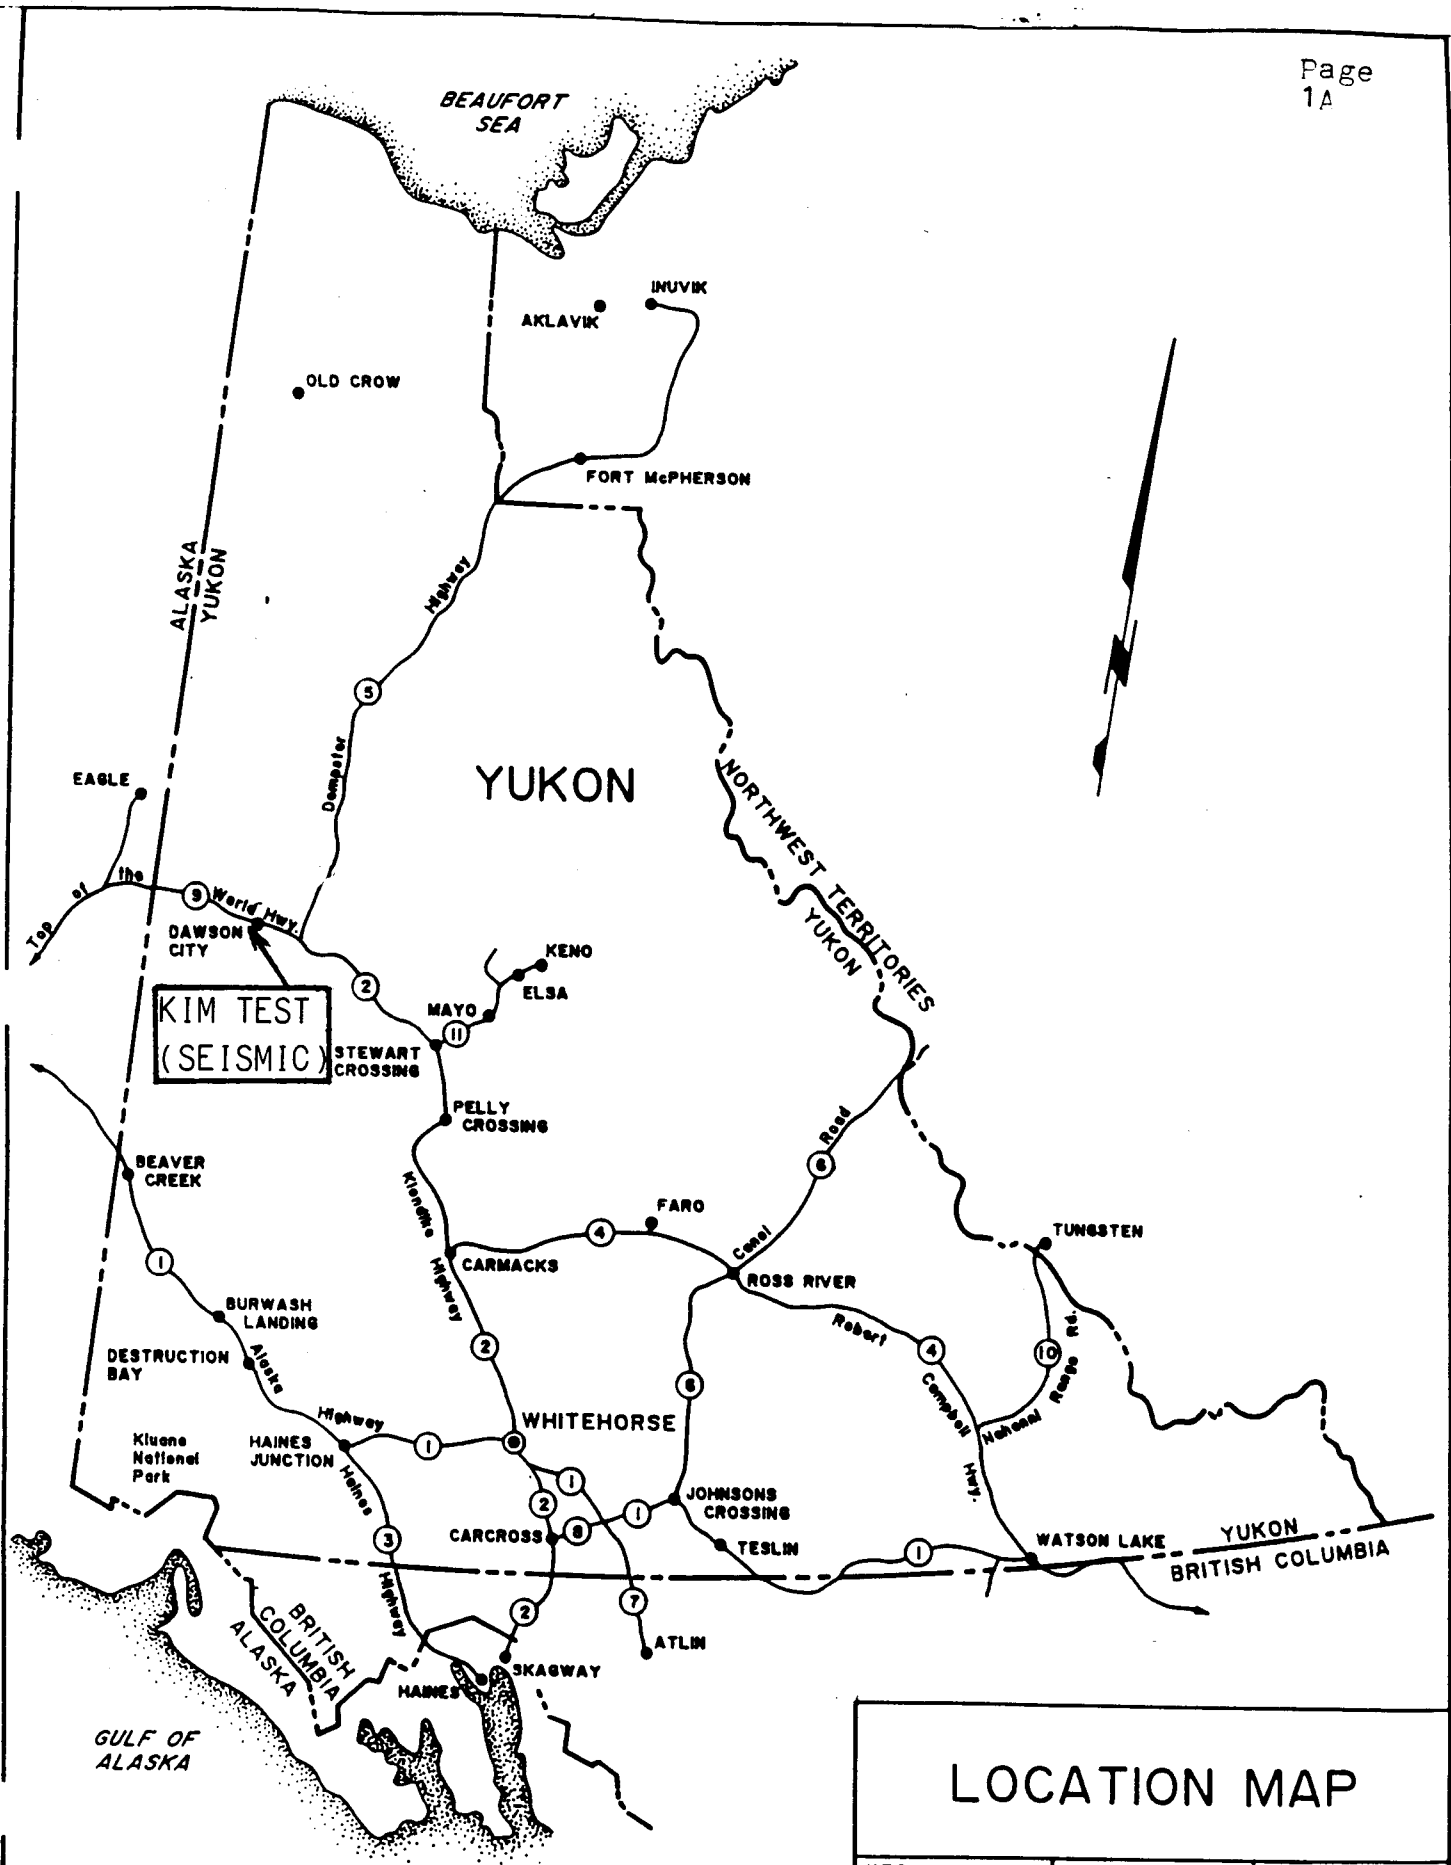 Page
1A
BEAUFORT
SEA
INUVIK
AKLAVIK
OLD CROW
FORT McPHERSON
ALASKA
YUKON
Highway
5
Dempster
YUKON
EAGLE
NORTHWEST TERRITORIES
YUKON
Top of the World Hwy.
9
DAWSON
CITY
KIM TEST
(SEISMIC)
2
KENO
ELSA
MAYO
11
STEWART
CROSSING
PELLY
CROSSING
BEAVER
CREEK
Klondike
Highway
6
Canol Road
FARO
4
CARMACKS
ROSS RIVER
TUNGSTEN
1
BURWASH
LANDING
DESTRUCTION
BAY
Alaska
Highway
2
Robert
Campbell
Hwy.
4
10
Nahanni Range Rd.
6
WHITEHORSE
Kluane
National
Park
HAINES
JUNCTION
1
Haines
Highway
3
1
2
CARCROSS
8
1
JOHNSONS
CROSSING
TESLIN
1
WATSON LAKE
YUKON
BRITISH COLUMBIA
BRITISH
COLUMBIA
ALASKA
2
7
ATLIN
SKAGWAY
HAINES
GULF OF
ALASKA
LOCATION MAP